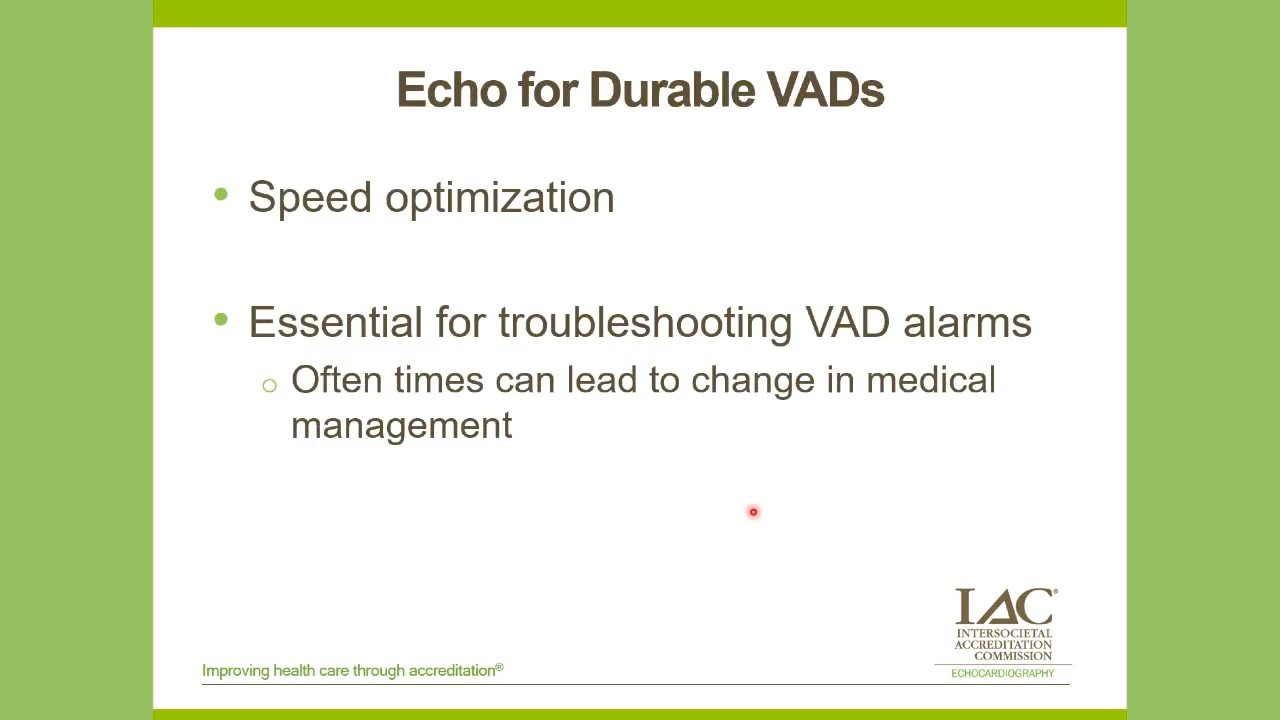 Echo for Durable VADs
• Speed optimization
• Essential for troubleshooting VAD alarms
o Often times can lead to change in medical
management
IAC®
INTERSOCIETAL
ACCREDITATION
COMMISSION
ECHOCARDIOGRAPHY
Improving health care through accreditation®